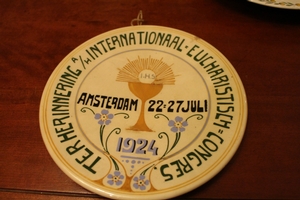 TER HERINNERING A/H INTERNATIONAAL=EUCHARISTISCH=CONGRES
I.H.S
AMSTERDAM 22=27 JULI
1924